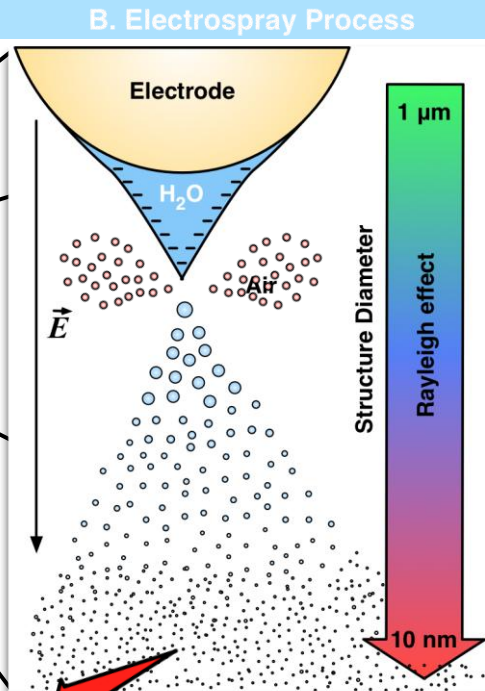 B. Electrospray Process
Electrode
1 µm
H₂O
Air
E
Structure Diameter
Rayleigh effect
10 nm